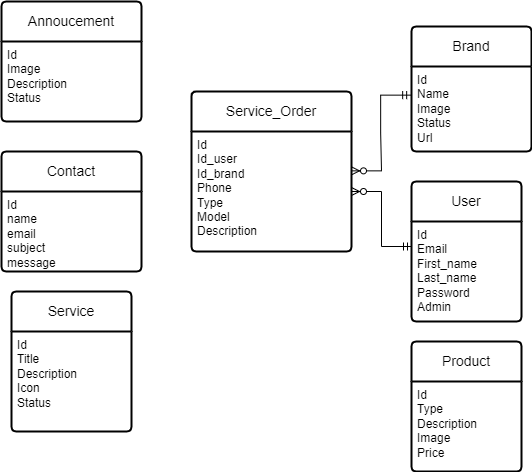 Annoucement
Id
Image
Description
Status
Contact
Id
name
email
subject
message
Service
Id
Title
Description
Icon
Status
Service_Order
Id
Id_user
Id_brand
Phone
Type
Model
Description
Brand
Id
Name
Image
Status
Url
User
Id
Email
First_name
Last_name
Password
Admin
Product
Id
Type
Description
Image
Price